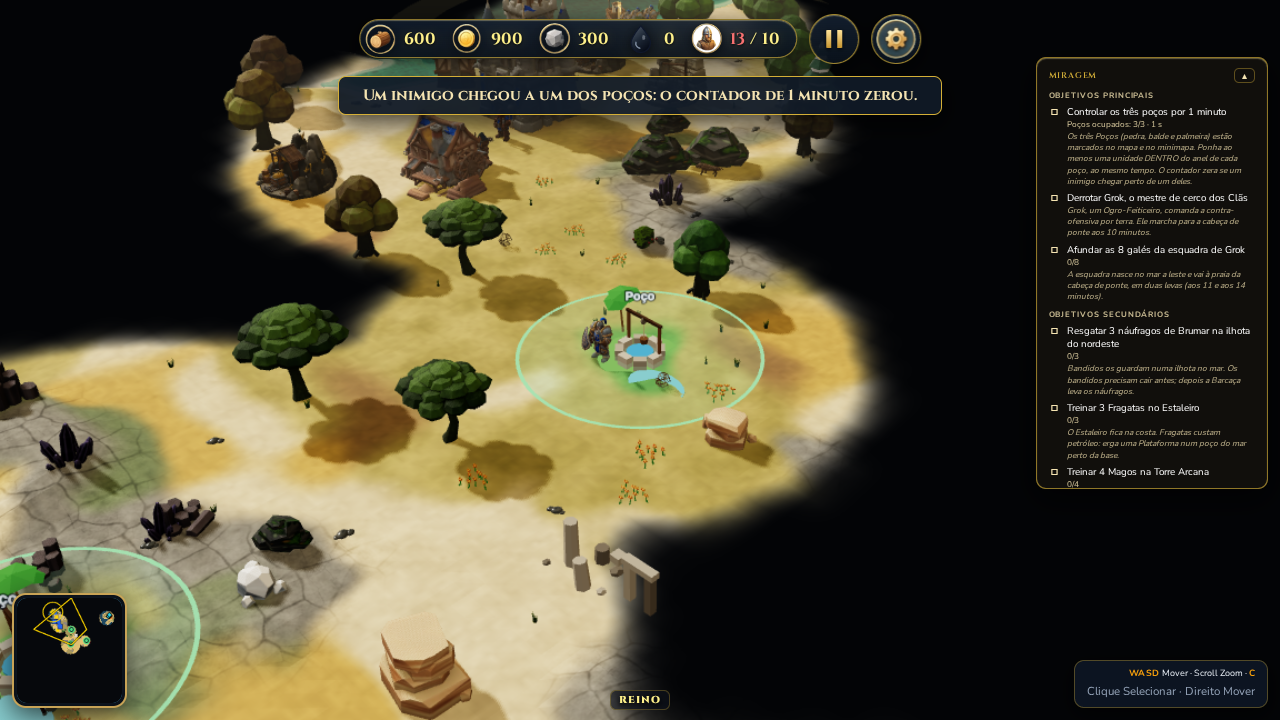 600 900 300 0 13 / 10
Um inimigo chegou a um dos poços: o contador de 1 minuto zerou.
MIRAGEM
▲
OBJETIVOS PRINCIPAIS
Controlar os três poços por 1 minuto
Poços ocupados: 3/3 · 1 s
Os três Poços (pedra, balde e palmeira) estão
marcados no mapa e no minimapa. Ponha ao
menos uma unidade DENTRO do anel de cada
poço, ao mesmo tempo. O contador zera se um
inimigo chegar perto de um deles.
Derrotar Grok, o mestre de cerco dos Clãs
Grok, um Ogro-Feiticeiro, comanda a contra-
ofensiva por terra. Ele marcha para a cabeça de
ponte aos 10 minutos.
Afundar as 8 galés da esquadra de Grok
0/8
A esquadra nasce no mar a leste e vai à praia da
cabeça de ponte, em duas levas (aos 11 e aos 14
minutos).
OBJETIVOS SECUNDÁRIOS
Resgatar 3 náufragos de Brumar na ilhota
do nordeste
0/3
Bandidos os guardam numa ilhota no mar. Os
bandidos precisam cair antes; depois a Barcaça
leva os náufragos.
Treinar 3 Fragatas no Estaleiro
0/3
O Estaleiro fica na costa. Fragatas custam
petróleo: erga uma Plataforma num poço do mar
perto da base.
Treinar 4 Magos na Torre Arcana
0/4
Poço
REINO
WASD Mover · Scroll Zoom · C
Clique Selecionar · Direito Mover